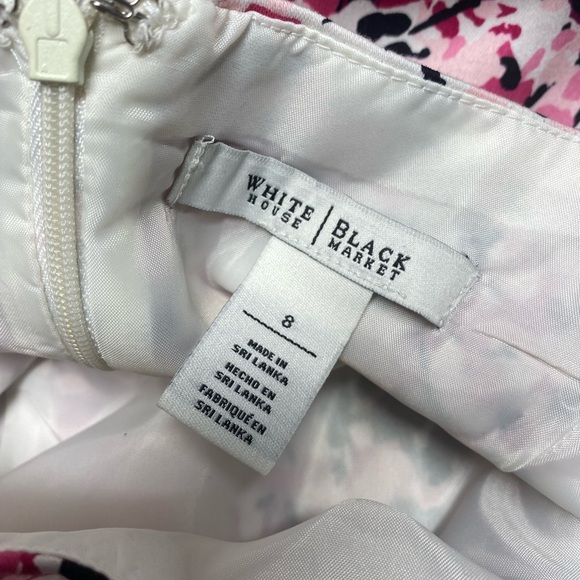 WHITE | BLACK
HOUSE | MARKET
8
MADE IN
SRI LANKA
HECHO EN
SRI LANKA
FABRIQUÉ EN
SRI LANKA